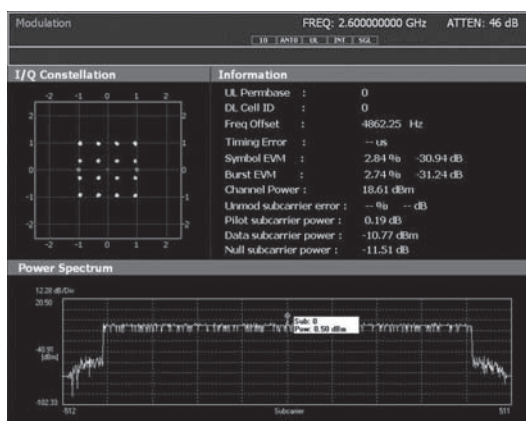 Modulation FREQ: 2.600000000 GHz ATTEN: 46 dB
10 ANT0 UL INT SGL
I/Q Constellation
-2 -1 0 1 2
2 2
1
0 0
-1
-2 -2
-2 -1 0 1 2
Information
UL Permbase : 0
DL Cell ID : 0
Freq Offset : 4862.25 Hz
Timing Error : -- us
Symbol EVM : 2.84 % -30.94 dB
Burst EVM : 2.74 % -31.24 dB
Channel Power : 18.61 dBm
Unmod subcarrier error : -- % -- dB
Pilot subcarrier power : 0.19 dB
Data subcarrier power : -10.77 dBm
Null subcarrier power : -11.51 dB
Power Spectrum
12.28 dB/Div
20.50
Sub: 0
Pow: 0.50 dBm
-40.91
[dBm]
-102.33
-512 Subcarrier 511